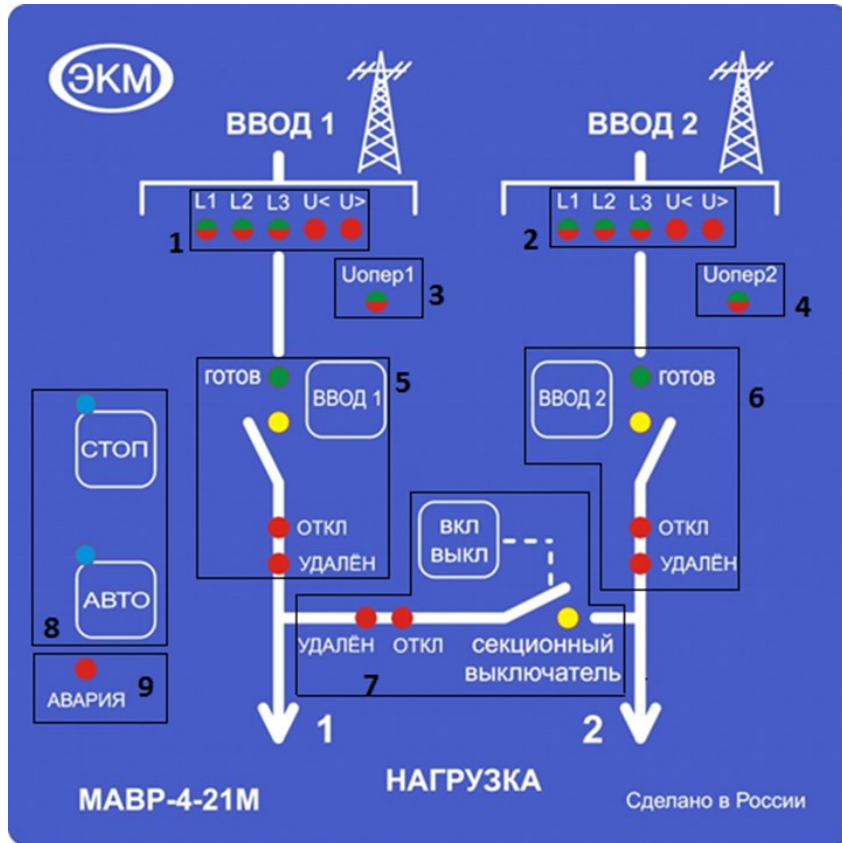 ЭКМ
ВВОД 1
ВВОД 2
L1 L2 L3 U< U>
1
L1 L2 L3 U< U>
2
Uопер1
3
Uопер2
4
ГОТОВ
ВВОД 1
5
ВВОД 2
ГОТОВ
6
СТОП
ОТКЛ
УДАЛЁН
ВКЛ
ВЫКЛ
ОТКЛ
УДАЛЁН
АВТО
8
УДАЛЁН ОТКЛ
секционный
выключатель
7
АВАРИЯ
9
1
2
НАГРУЗКА
МАВР-4-21М
Сделано в России